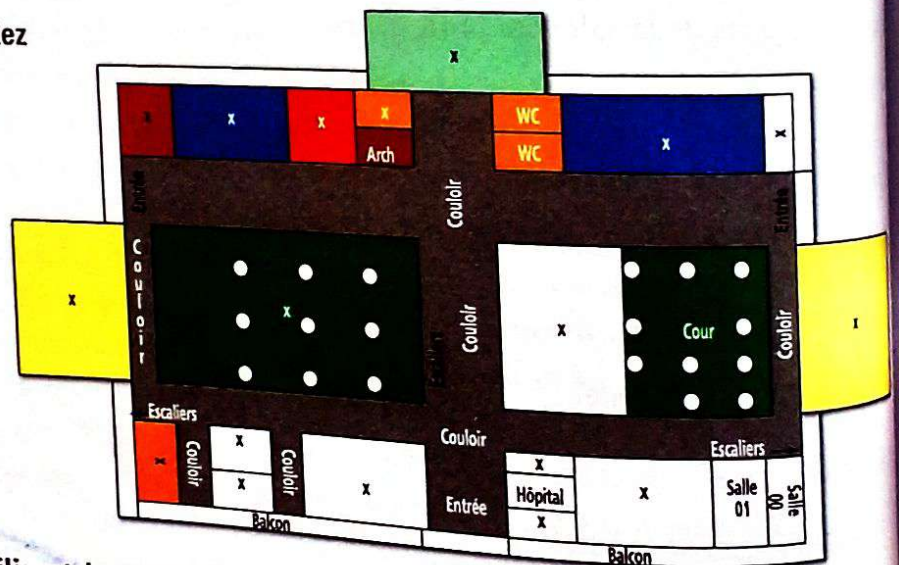 ez
X
X
X
X
X
WC
X
X
Arch
WC
Entrée
Couloir
Entrée
Couloir
X
X
Couloir
X
Cour
Couloir
X
Escaliers
Couloir
Escaliers
X
Couloir
X
X
Couloir
X
Entrée
X
Hôpital
X
X
Salle
01
Salle
00
Balcon
Balcon